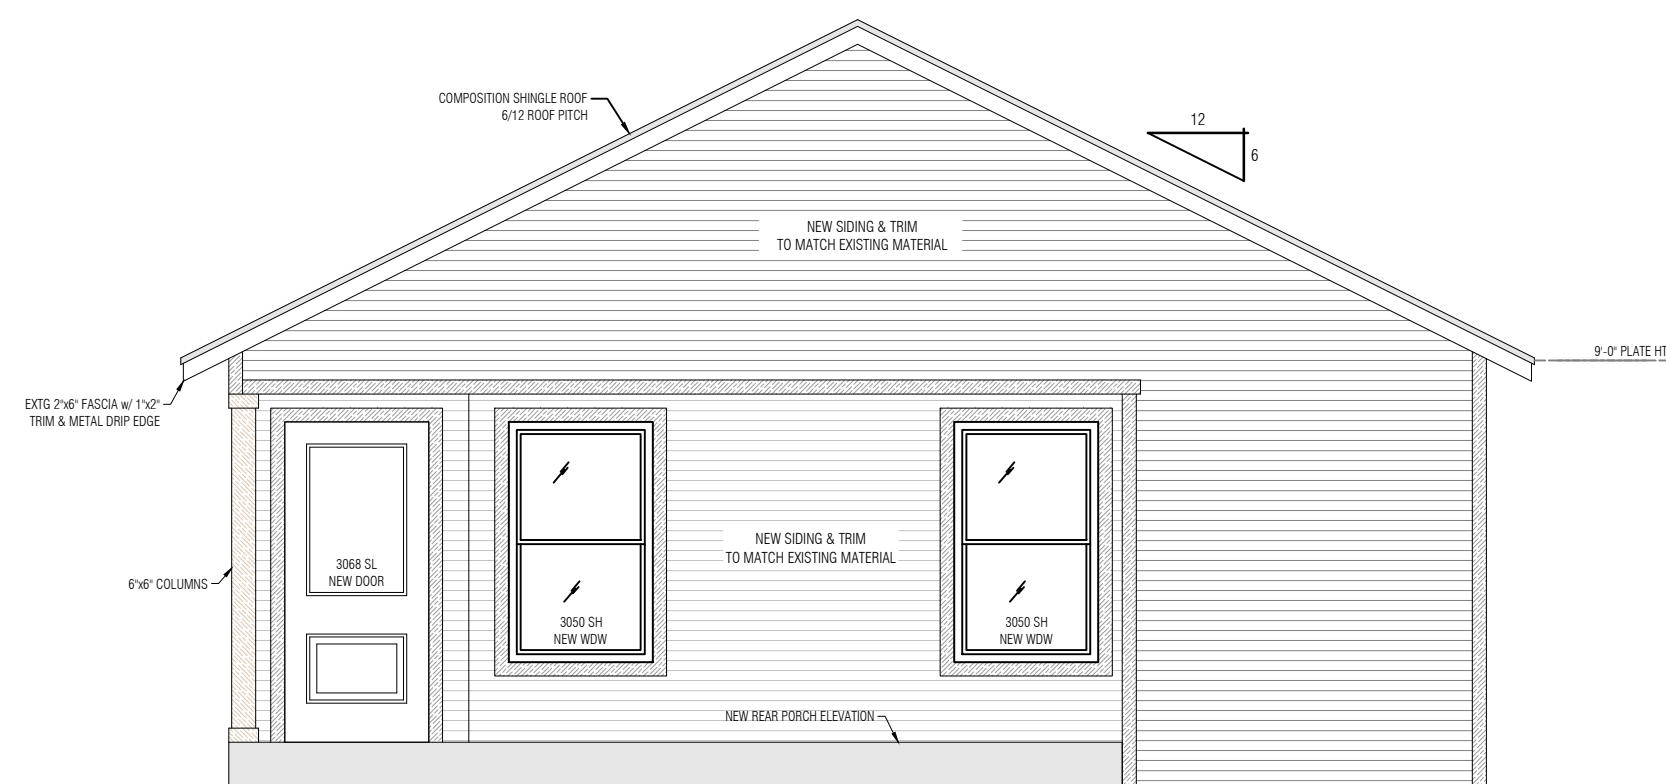 COMPOSITION SHINGLE ROOF
6/12 ROOF PITCH
12
6
NEW SIDING & TRIM
TO MATCH EXISTING MATERIAL
9'-0" PLATE HT
EXTG 2"x6" FASCIA w/ 1"x2"
TRIM & METAL DRIP EDGE
6"x6" COLUMNS
3068 SL
NEW DOOR
NEW SIDING & TRIM
TO MATCH EXISTING MATERIAL
3050 SH
NEW WDW
3050 SH
NEW WDW
NEW REAR PORCH ELEVATION